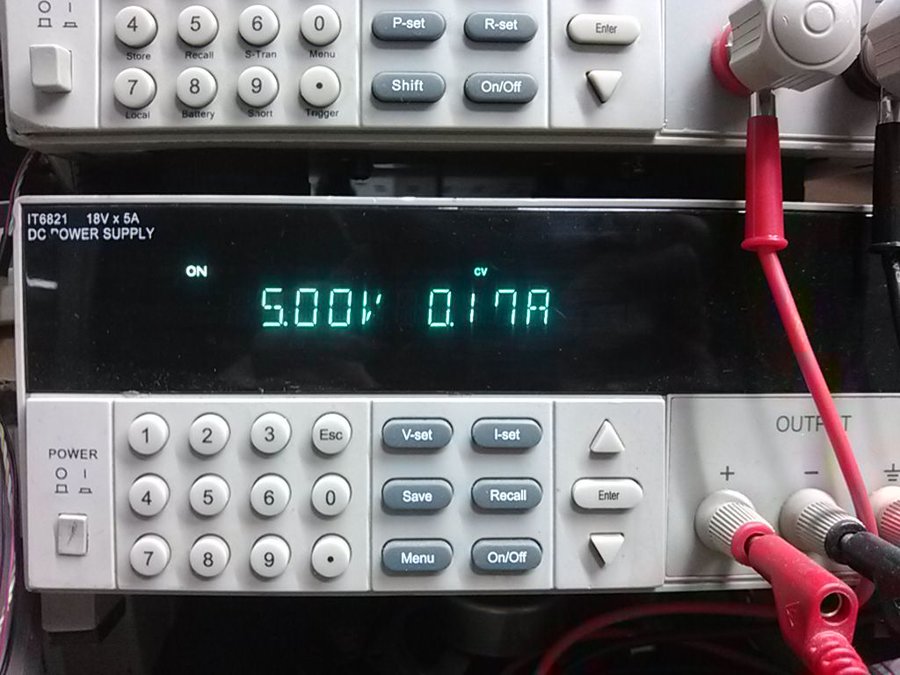 4 5 6 0 P-set R-set Enter
Store Recall S-Tran Menu
7 8 9 • Shift On/Off
Local Battery Short Trigger
IT6821 18V x 5A
DC POWER SUPPLY
ON CV
5.00V 0.17A
OUTPUT
POWER 1 2 3 Esc V-set I-set
O I
4 5 6 0 Save Recall Enter + −
7 8 9 • Menu On/Off